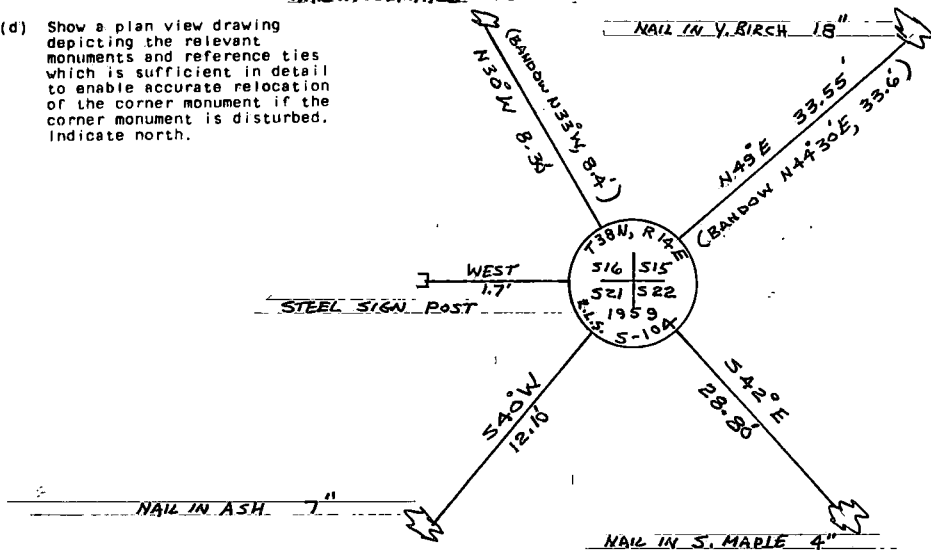 (d) Show a plan view drawing
depicting the relevant
monuments and reference ties
which is sufficient in detail
to enable accurate relocation
of the corner monument if the
corner monument is disturbed.
Indicate north.
NAIL IN Y. BIRCH 18"
N30°W 8.30'
(BANDOW N33°W, 8.4')
N49°E 33.55'
(BANDOW N44°30'E, 33.6')
T38N, R14E
S16 S15
S21 S22
1959
R.L.S. S-104
WEST
1.7'
STEEL SIGN POST
S40°W
12.10'
S42°E
28.80'
NAIL IN ASH 7"
NAIL IN S. MAPLE 4"